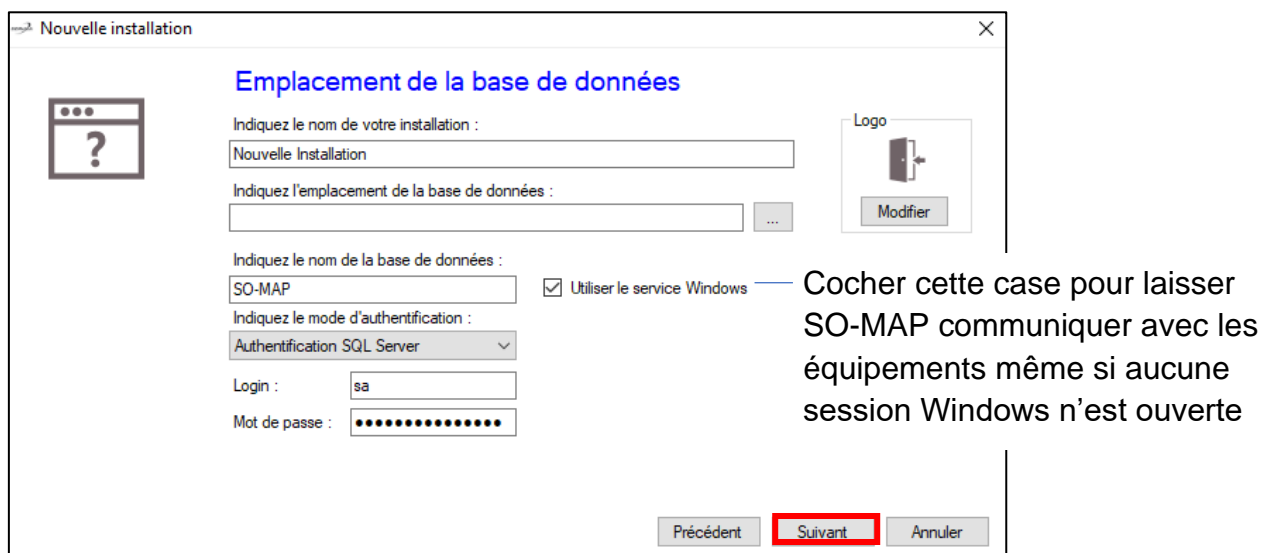 Nouvelle installation
Emplacement de la base de données
Indiquez le nom de votre installation :
Nouvelle Installation
Logo
Modifier
Indiquez l'emplacement de la base de données :
...
Indiquez le nom de la base de données :
SO-MAP
Utiliser le service Windows
Cocher cette case pour laisser
SO-MAP communiquer avec les
équipements même si aucune
session Windows n’est ouverte
Indiquez le mode d'authentification :
Authentification SQL Server
Login :
sa
Mot de passe :
●●●●●●●●●●●●●●●
Précédent
Suivant
Annuler